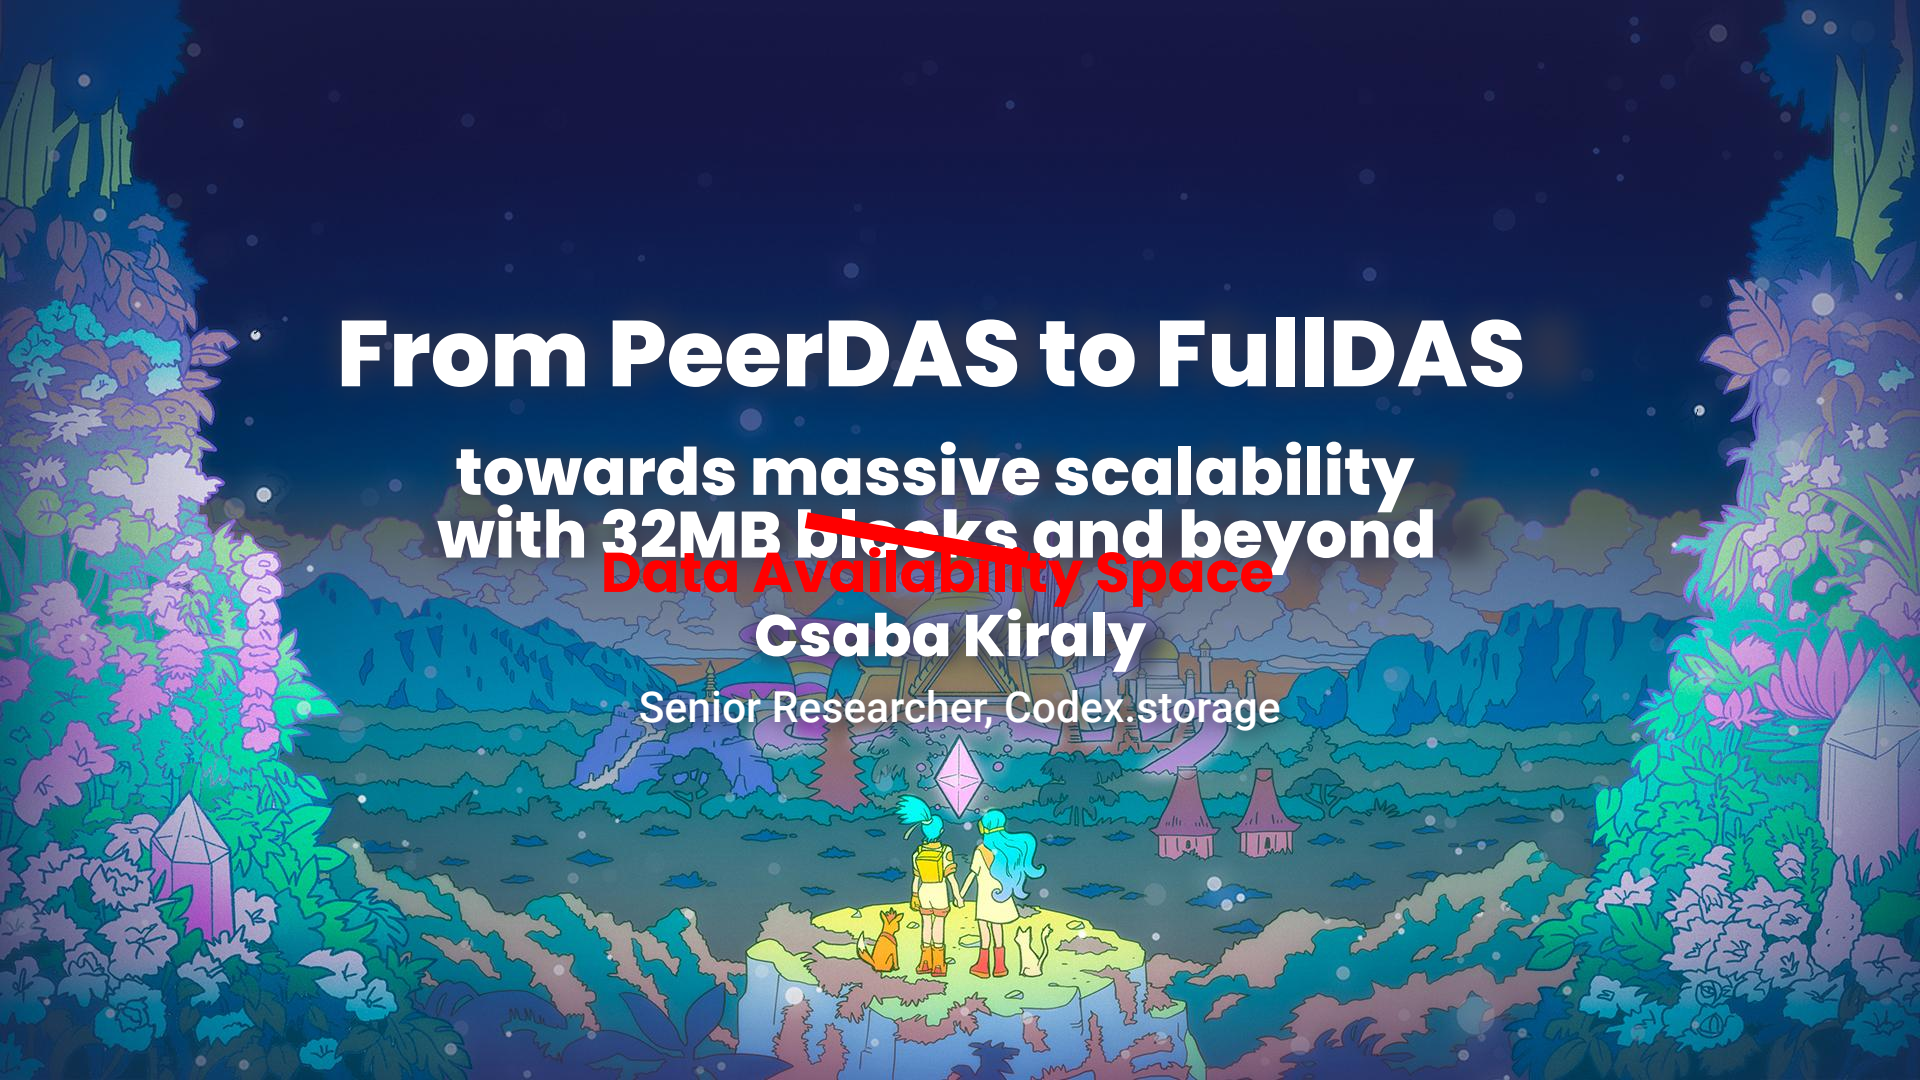 From PeerDAS to FullDAS
towards massive scalability
with 32MB blocks and beyond
Data Availability Space
Csaba Kiraly
Senior Researcher, Codex.storage